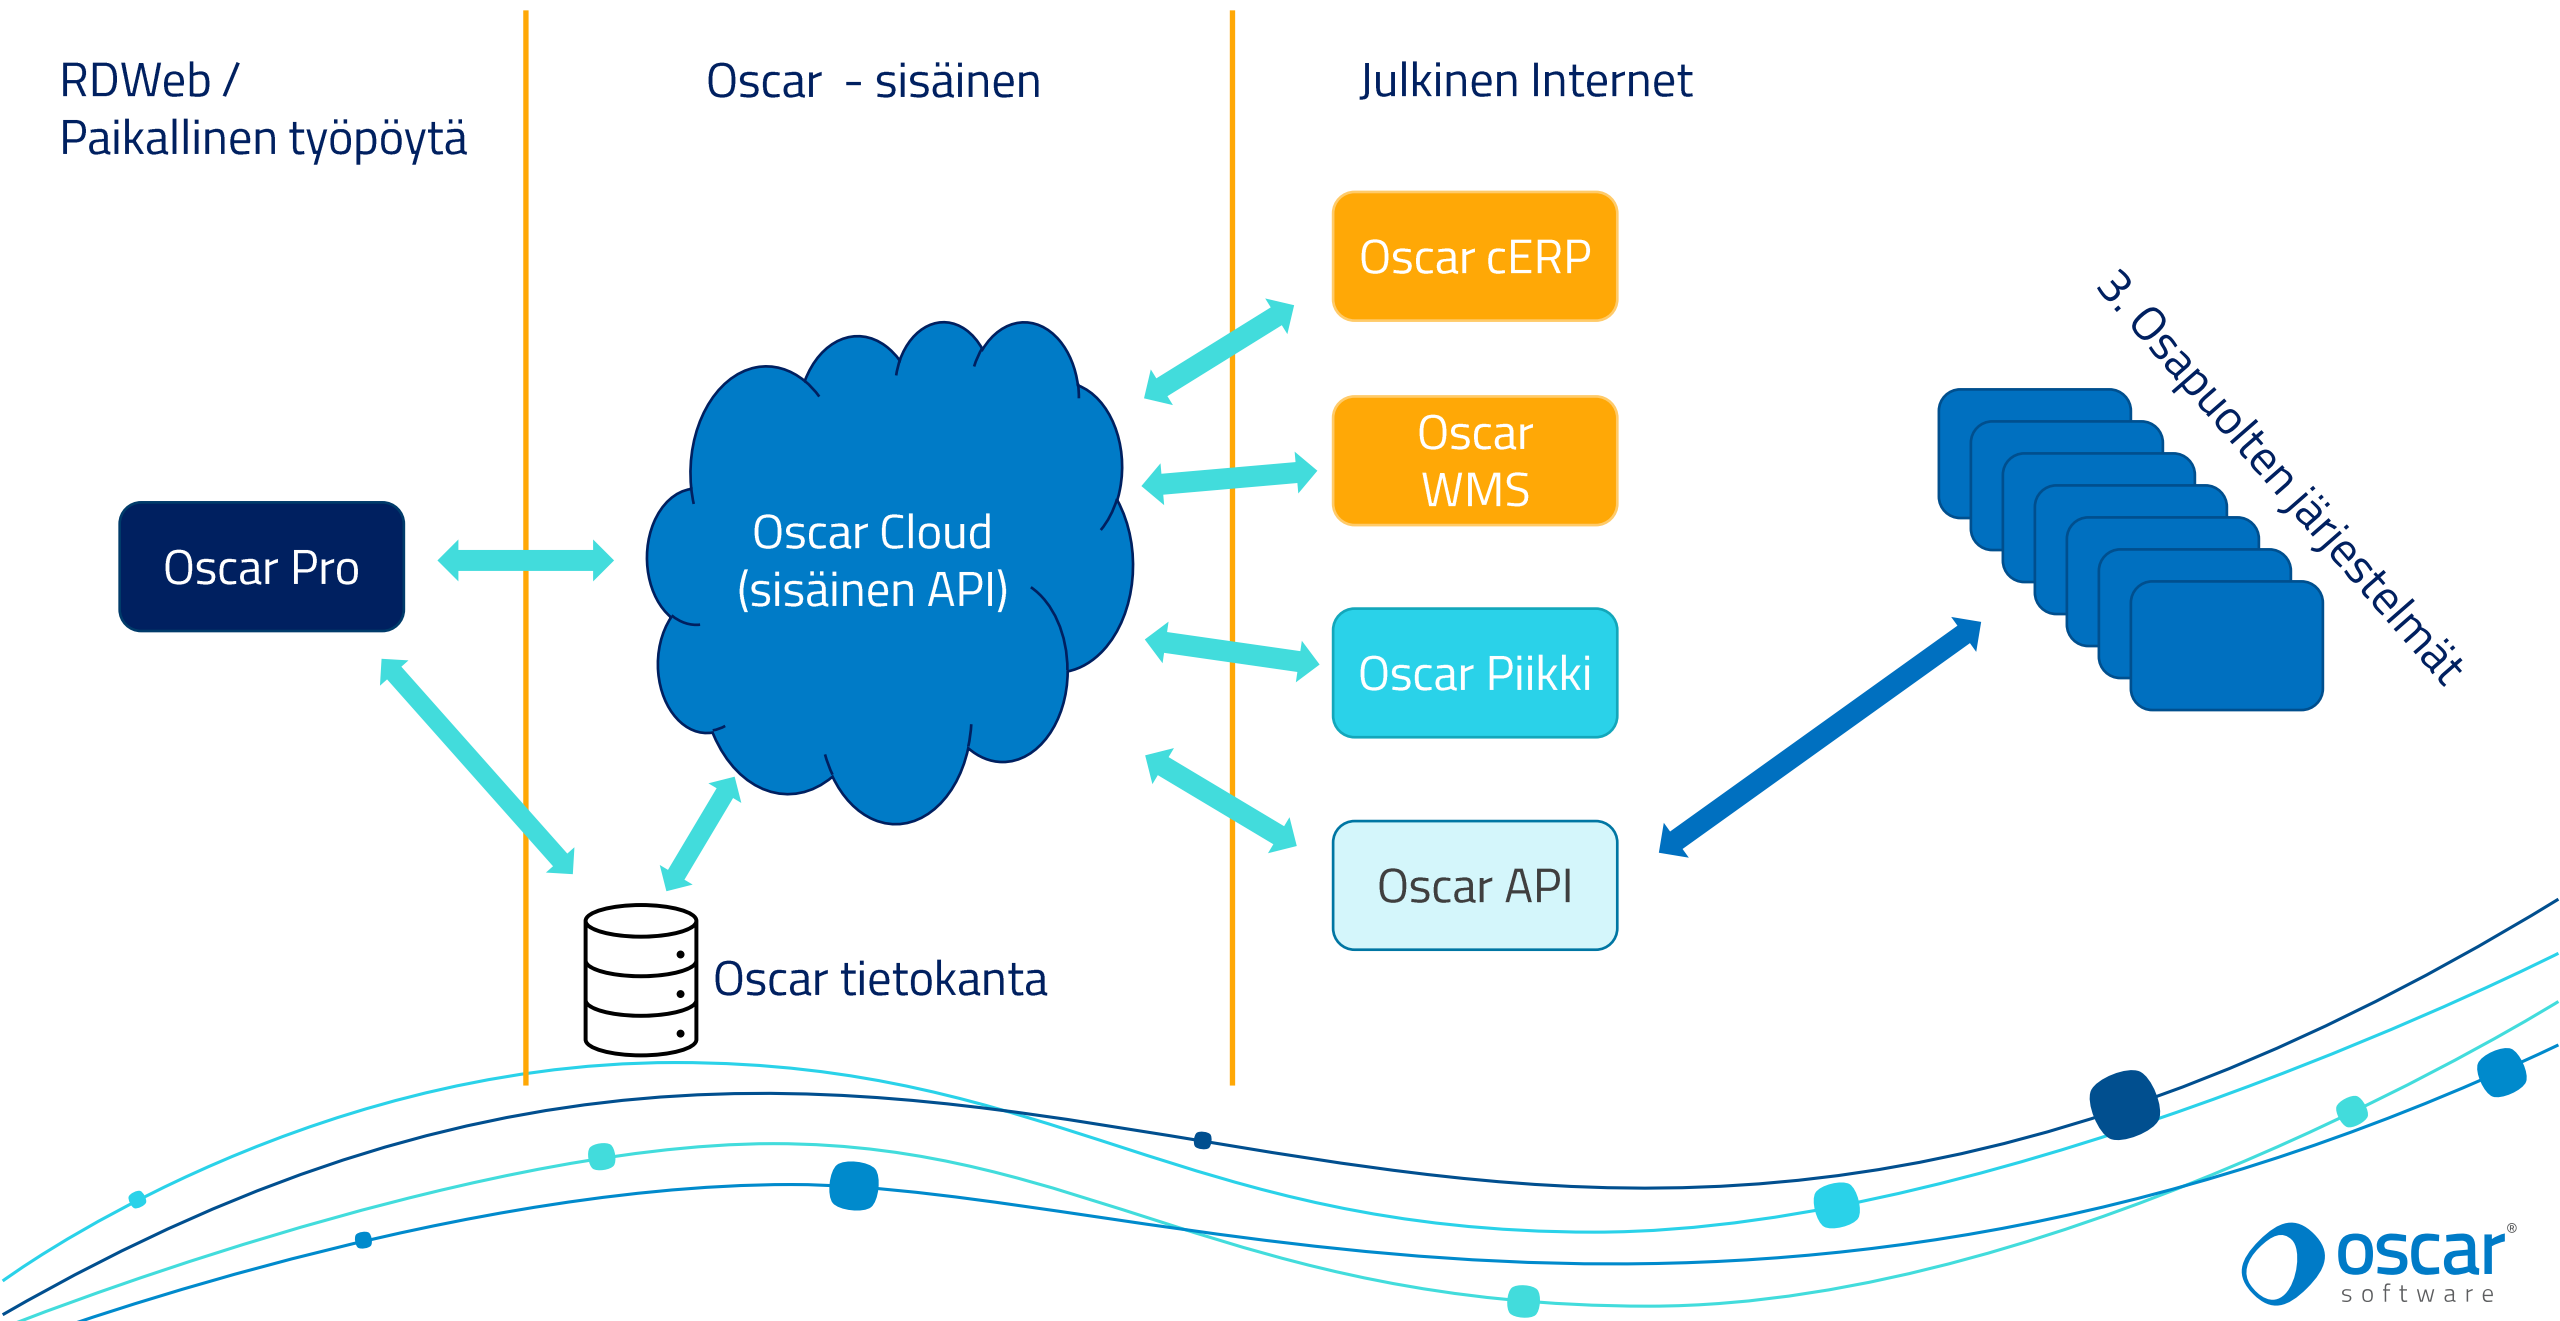 RDWeb /
Paikallinen työpöytä
Oscar - sisäinen
Julkinen Internet
Oscar cERP
Oscar
WMS
3. Osapuolten järjestelmät
Oscar Pro
Oscar Cloud
(sisäinen API)
Oscar Piikki
Oscar API
Oscar tietokanta
oscar®
software